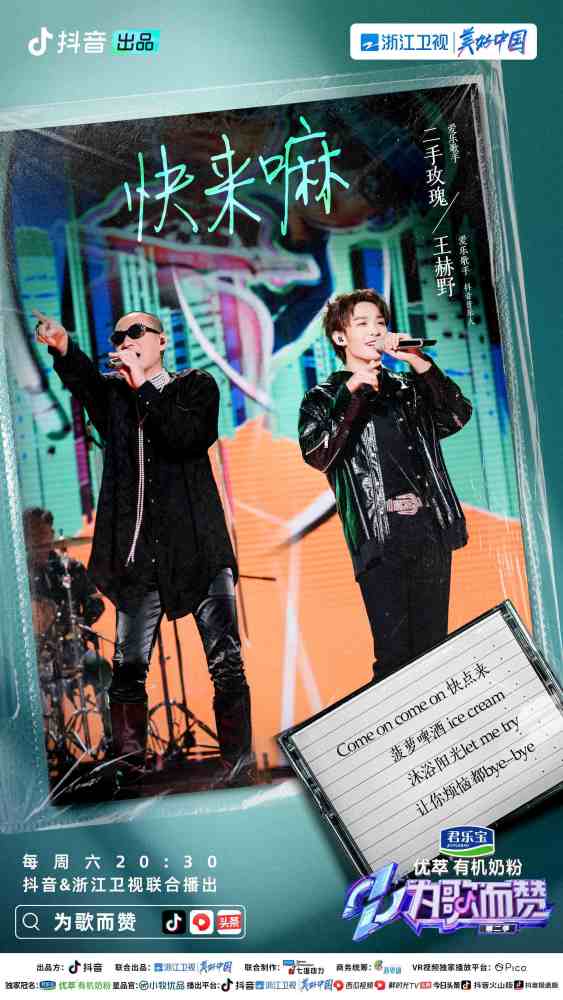 抖音 出品
浙江卫视 美好中国
快来嘛
爱乐歌手
二手玫瑰/王赫野
爱乐歌手 抖音音乐人
Come on come on 快点来
菠萝啤酒 ice cream
沐浴阳光let me try
让你烦恼都bye-bye
君乐宝
JUNLEBAO
优萃 有机奶粉
为歌而赞
第二季
每周六20:30
抖音&浙江卫视联合播出
为歌而赞 头条
出品方: 抖音 联合出品: 浙江卫视 美好中国 联合制作: 七维动力 商务统筹: VR视频独家播放平台: Pico
独家冠名: 君乐宝 优萃 有机奶粉 星品官: 小牧优品 播出平台: 抖音 浙江卫视 美好中国 西瓜视频 鲜时光TV 今日头条 抖音火山版 抖音极速版